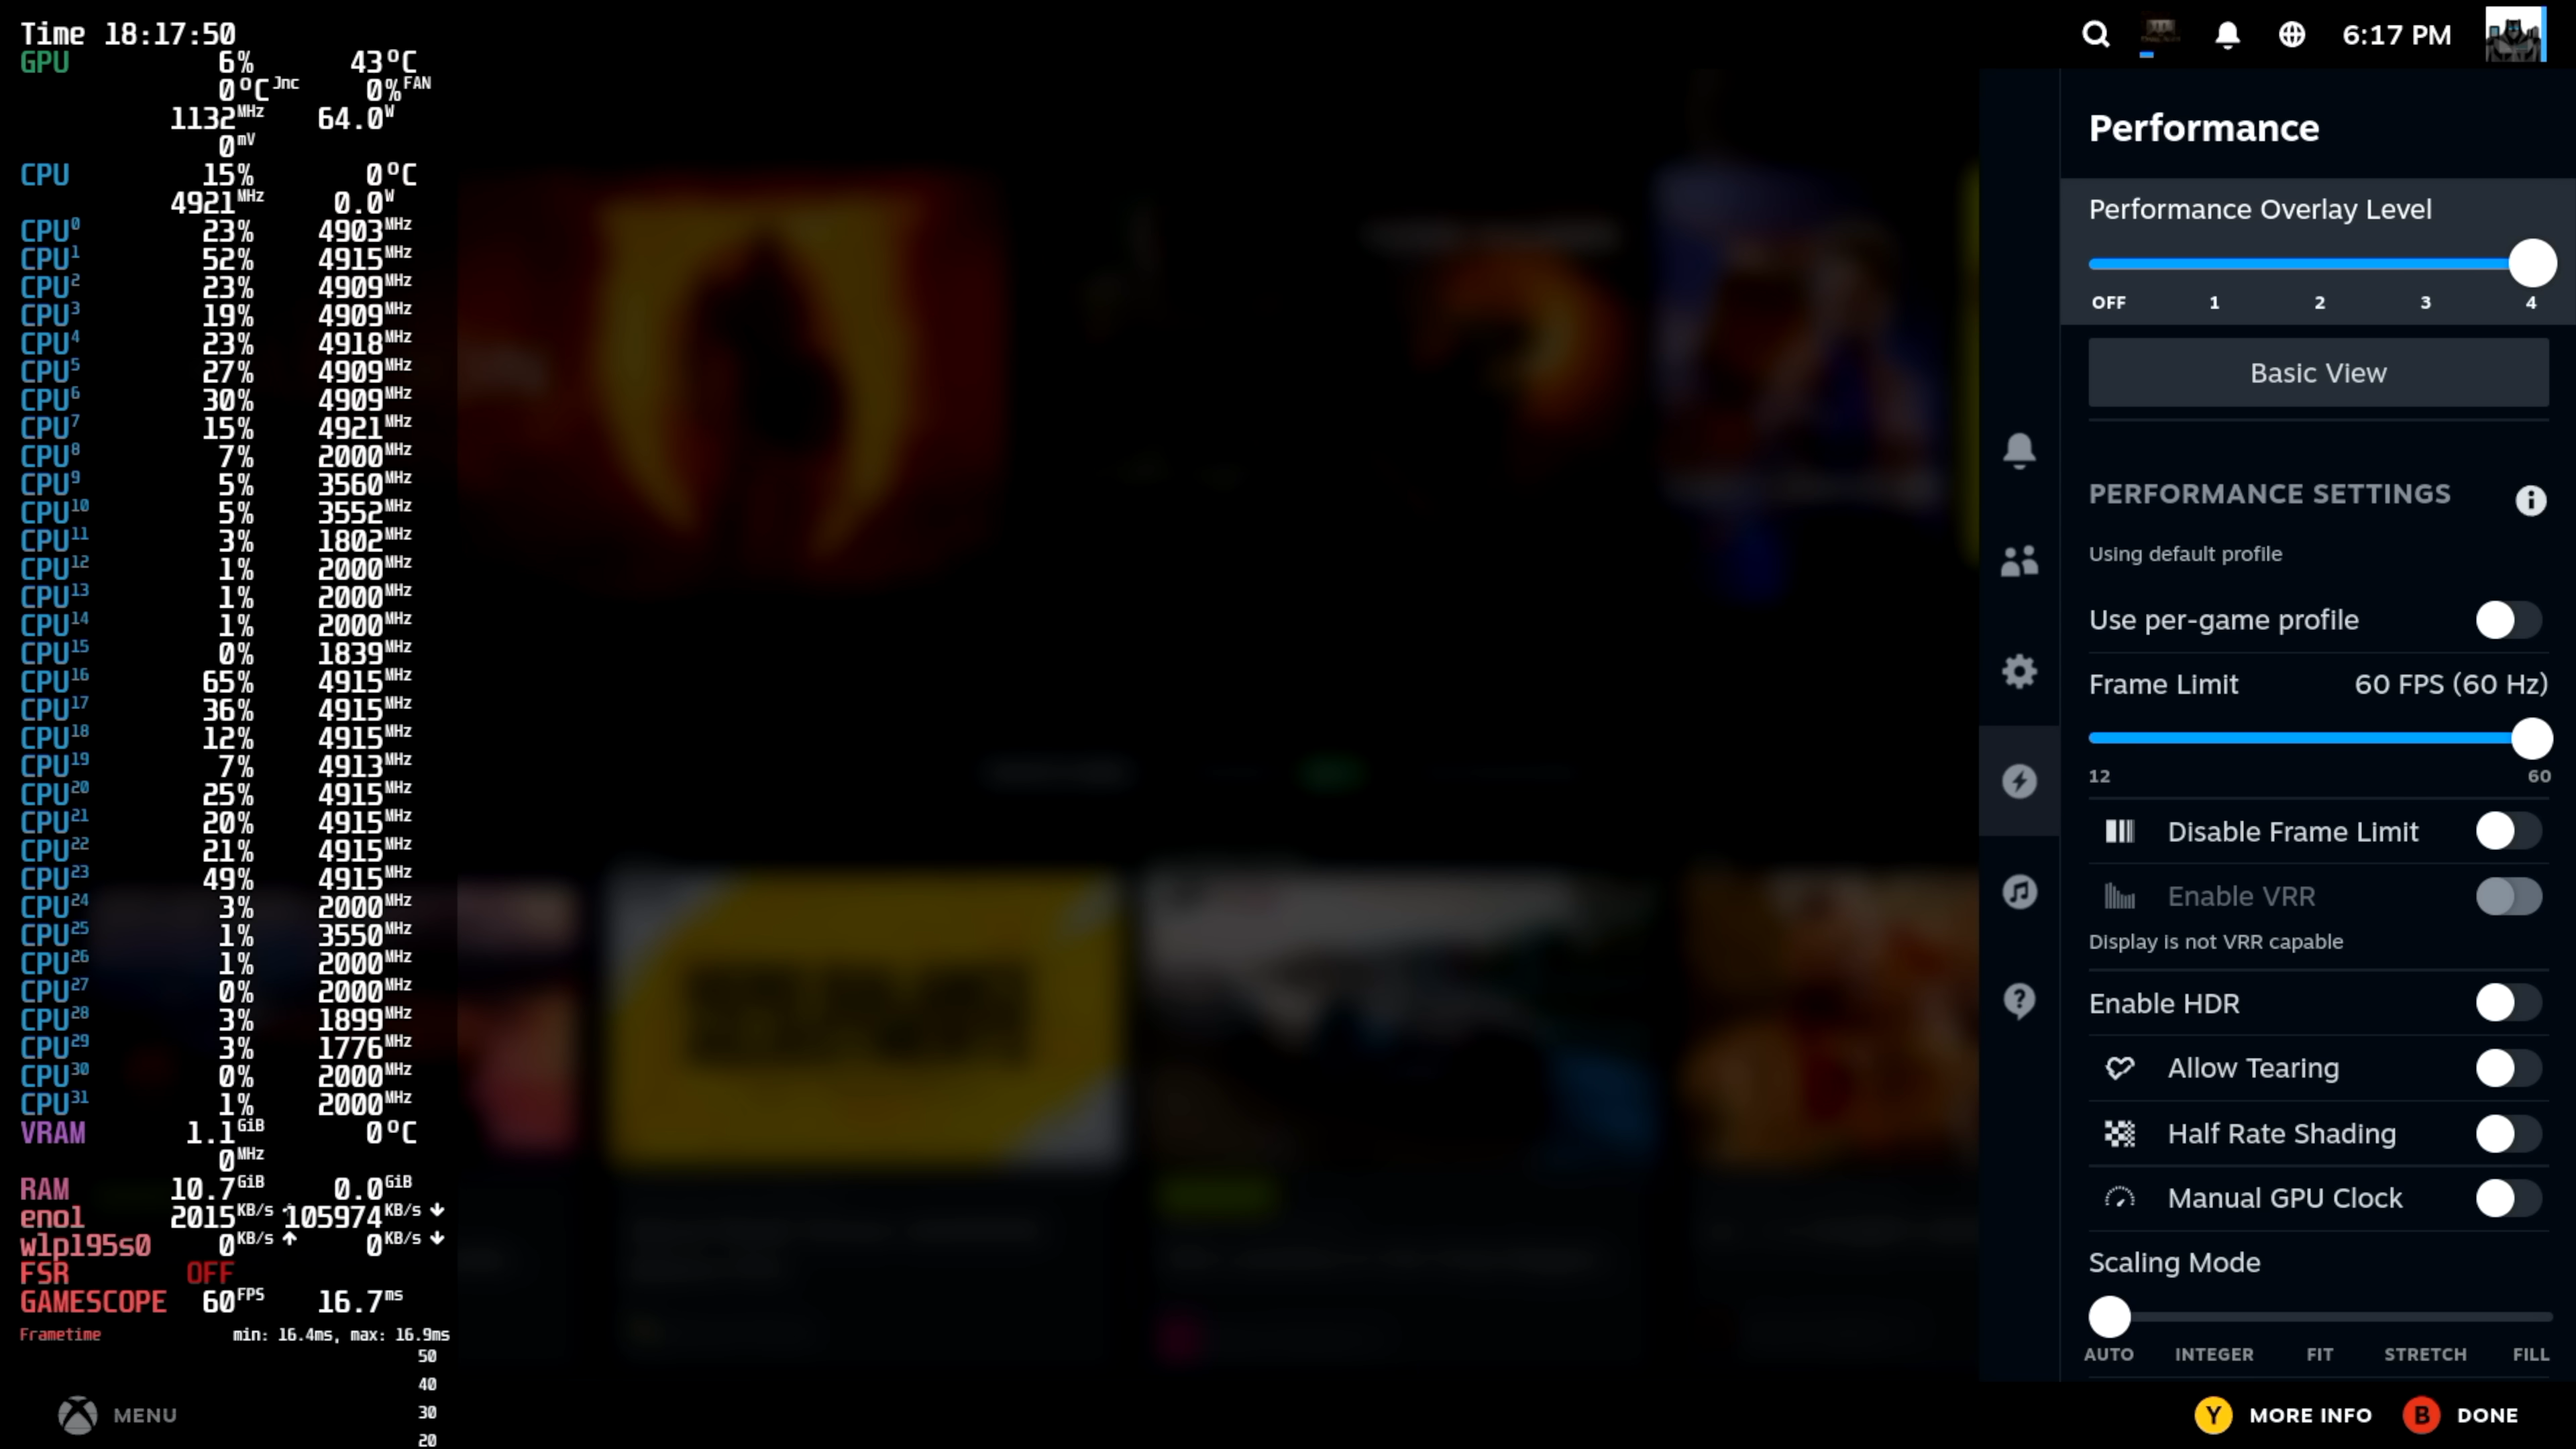 Time 18:17:50
GPU 6% 43°C
0°C Jnc 0% FAN
1132MHz 64.0W
0mV
CPU 15% 0°C
4921MHz 0.0W
CPU0 23% 4903MHz
CPU1 52% 4915MHz
CPU2 23% 4909MHz
CPU3 19% 4909MHz
CPU4 23% 4918MHz
CPU5 27% 4909MHz
CPU6 30% 4909MHz
CPU7 15% 4921MHz
CPU8 7% 2000MHz
CPU9 5% 3560MHz
CPU10 5% 3552MHz
CPU11 3% 1802MHz
CPU12 1% 2000MHz
CPU13 1% 2000MHz
CPU14 1% 2000MHz
CPU15 0% 1839MHz
CPU16 65% 4915MHz
CPU17 36% 4915MHz
CPU18 12% 4915MHz
CPU19 7% 4913MHz
CPU20 25% 4915MHz
CPU21 20% 4915MHz
CPU22 21% 4915MHz
CPU23 49% 4915MHz
CPU24 3% 2000MHz
CPU25 1% 3550MHz
CPU26 1% 2000MHz
CPU27 0% 2000MHz
CPU28 3% 1899MHz
CPU29 3% 1776MHz
CPU30 0% 2000MHz
CPU31 1% 2000MHz
VRAM 1.1GiB 0°C
0MHz
RAM 10.7GiB 0.0GiB
eno1 2015KB/s 105974KB/s ↓
wlp195s0 0KB/s ↑ 0KB/s ↓
FSR OFF
GAMESCOPE 60FPS 16.7ms
Frametime min: 16.4ms, max: 16.9ms
50
40
30
20
MENU
6:17 PM
Performance
Performance Overlay Level
OFF 1 2 3 4
Basic View
PERFORMANCE SETTINGS
Using default profile
Use per-game profile
Frame Limit 60 FPS (60 Hz)
12 60
Disable Frame Limit
Enable VRR
Display is not VRR capable
Enable HDR
Allow Tearing
Half Rate Shading
Manual GPU Clock
Scaling Mode
AUTO INTEGER FIT STRETCH FILL
Y MORE INFO B DONE